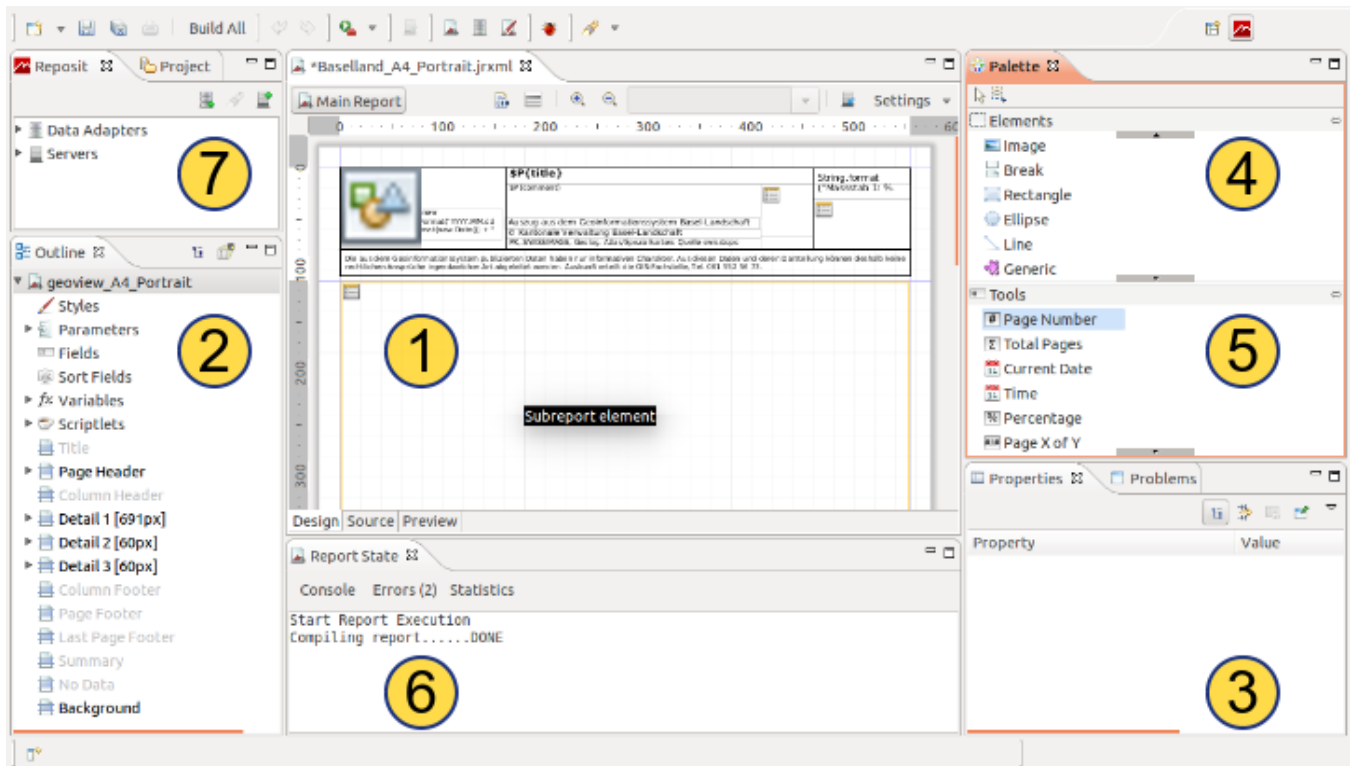 Build All
Reposit
Project
Data Adapters
Servers
7
Outline
geoview_A4_Portrait
Styles
Parameters
Fields
Sort Fields
fx Variables
Scriptlets
Title
Page Header
Column Header
Detail 1 [691px]
Detail 2 [60px]
Detail 3 [60px]
Column Footer
Page Footer
Last Page Footer
Summary
No Data
Background
2
*Baselland_A4_Portrait.jrxml
Main Report
Settings
0 100 200 300 400 500 60
0
100
200
300
$P{title}
$P{comment}
String.format
("Massstab 1: %.
Auszug aus dem Geoinformationssystem Basel-Landschaft
© Kantonale Verwaltung Basel-Landschaft
1
Subreport element
Design Source Preview
Report State
Console Errors (2) Statistics
Start Report Execution
Compiling report......DONE
6
Palette
Elements
Image
Break
Rectangle
Ellipse
Line
Generic
4
Tools
# Page Number
Σ Total Pages
Current Date
Time
% Percentage
Page X of Y
5
Properties
Problems
Property Value
3